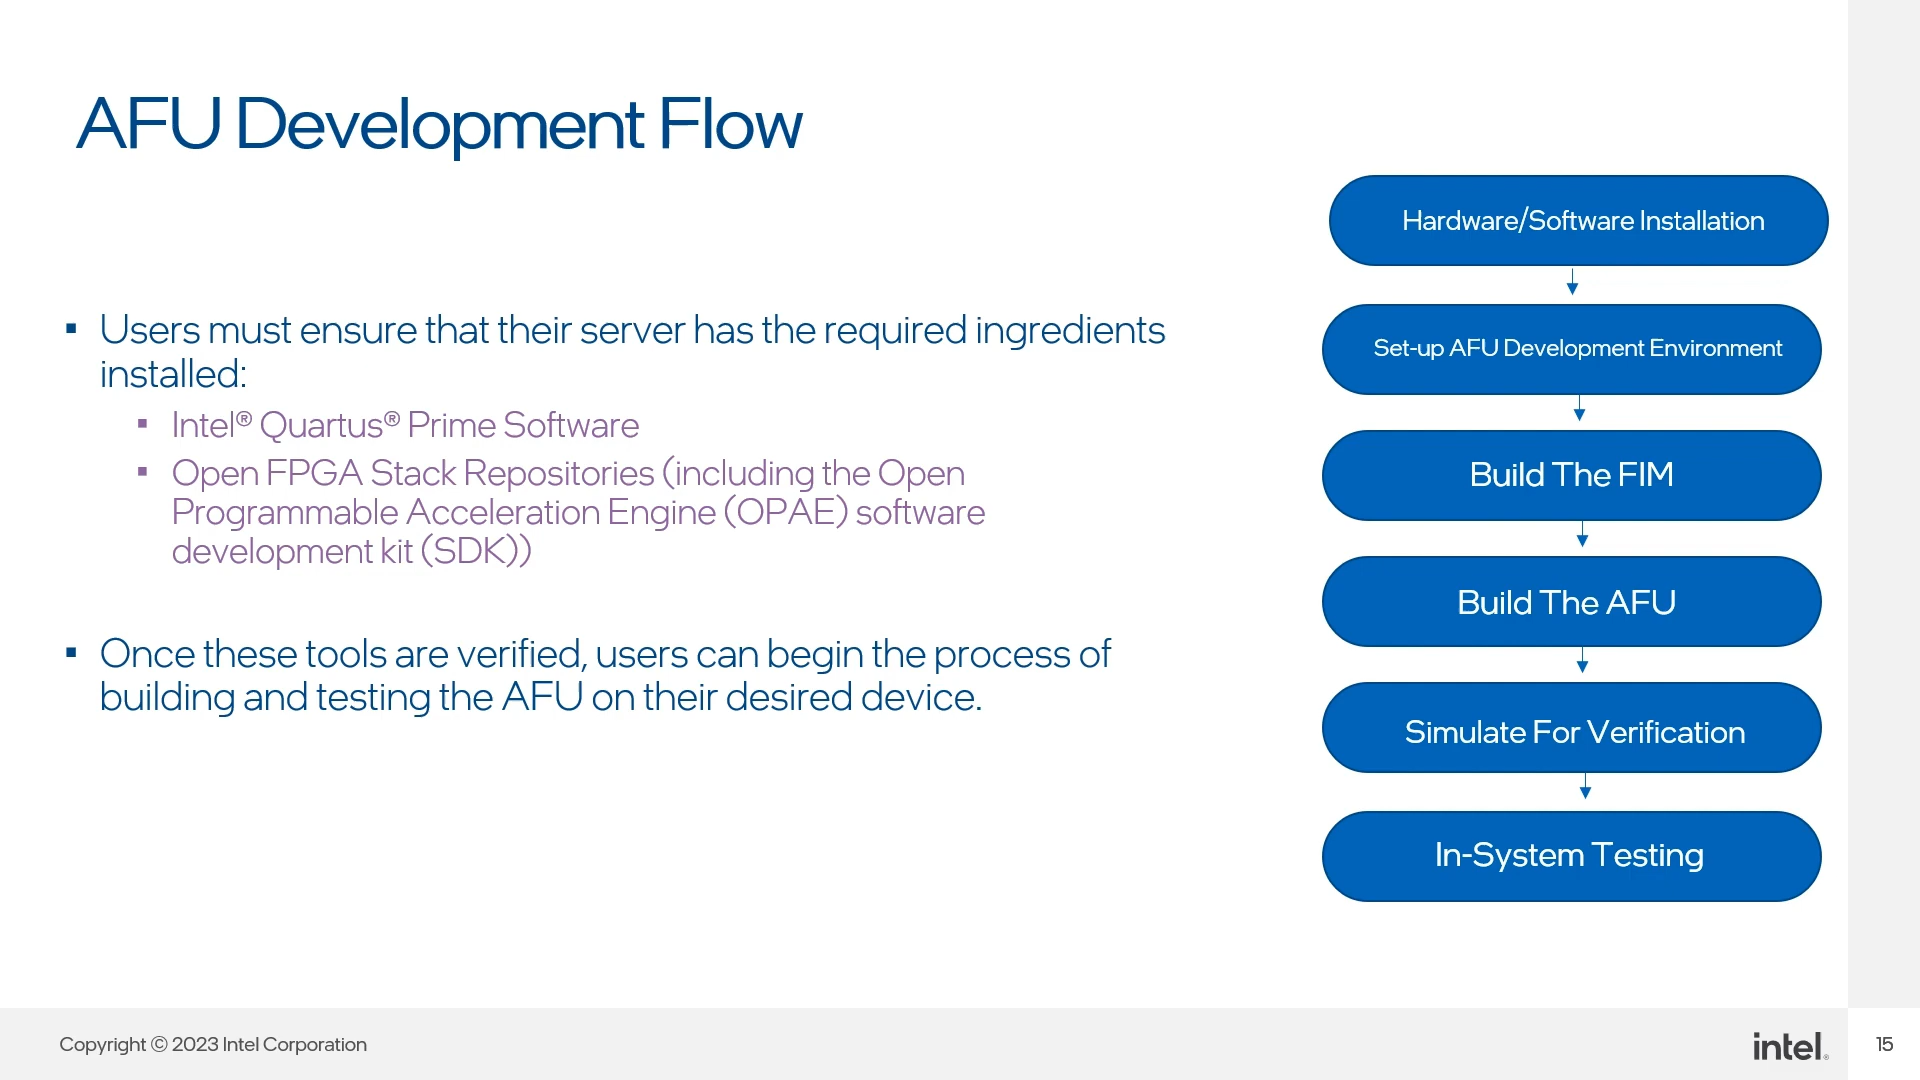 AFU Development Flow
▪ Users must ensure that their server has the required ingredients
installed:
▪ Intel® Quartus® Prime Software
▪ Open FPGA Stack Repositories (including the Open
Programmable Acceleration Engine (OPAE) software
development kit (SDK))
▪ Once these tools are verified, users can begin the process of
building and testing the AFU on their desired device.
Hardware/Software Installation
Set-up AFU Development Environment
Build The FIM
Build The AFU
Simulate For Verification
In-System Testing
Copyright © 2023 Intel Corporation
intel®
15